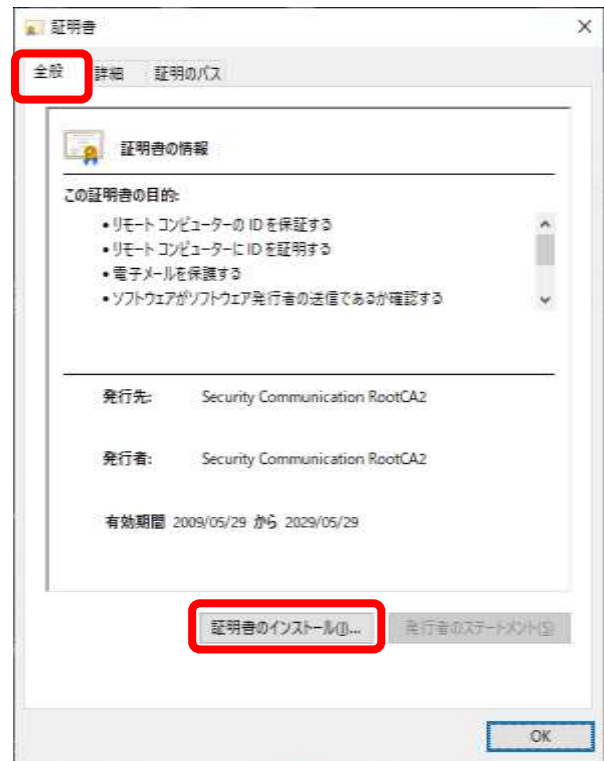 証明書
全般 詳細 証明のパス
証明書の情報
この証明書の目的:
• リモート コンピューターの ID を保証する
• リモート コンピューターに ID を証明する
• 電子メールを保護する
• ソフトウェアがソフトウェア発行者の送信であるか確認する
発行先: Security Communication RootCA2
発行者: Security Communication RootCA2
有効期間 2009/05/29 から 2029/05/29
証明書のインストール(I)... 発行者のステートメント(S)
OK